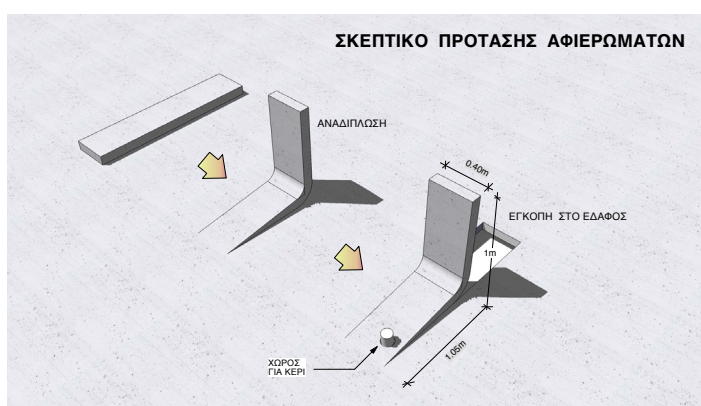 ΣΚΕΠΤΙΚΟ ΠΡΟΤΑΣΗΣ ΑΦΙΕΡΩΜΑΤΩΝ
ΑΝΑΔΙΠΛΩΣΗ
0.40m
ΕΓΚΟΠΗ ΣΤΟ ΕΔΑΦΟΣ
1m
1.05m
ΧΩΡΟΣ
ΓΙΑ ΚΕΡΙ